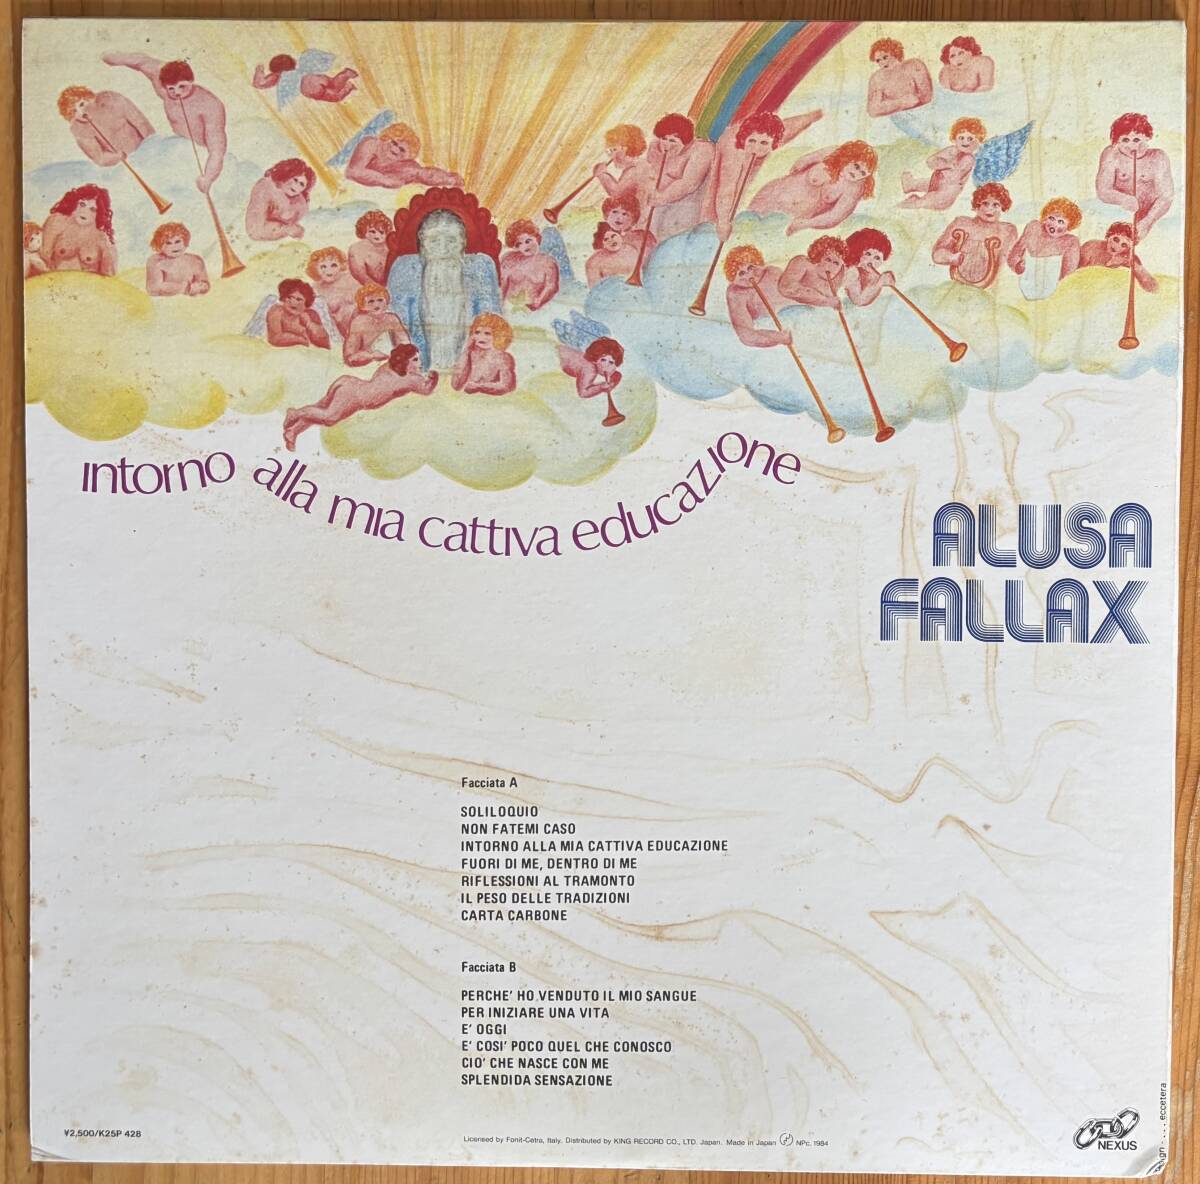 intorno alla mia cattiva educazione
ALUSA
FALLAX
Facciata A
SOLILOQUIO
NON FATEMI CASO
INTORNO ALLA MIA CATTIVA EDUCAZIONE
FUORI DI ME, DENTRO DI ME
RIFLESSIONI AL TRAMONTO
IL PESO DELLE TRADIZIONI
CARTA CARBONE
Facciata B
PERCHE' HO VENDUTO IL MIO SANGUE
PER INIZIARE UNA VITA
E' OGGI
E' COSI' POCO QUEL CHE CONOSCO
CIO' CHE NASCE CON ME
SPLENDIDA SENSAZIONE
¥2,500/K25P 428
Licensed by Fonit-Cetra, Italy. Distributed by KING RECORD CO., LTD. Japan. Made in Japan Ⓟ NPc. 1984
NEXUS
eccetera